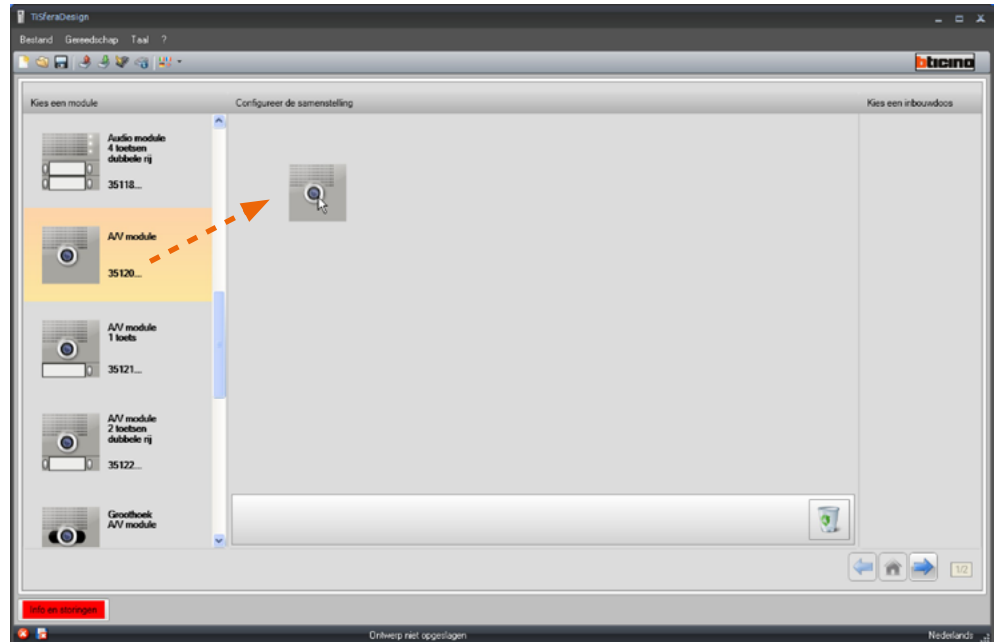 TiSferaDesign
Bestand Gereedschap Taal ?
bticino
Kies een module
Configureer de samenstelling
Kies een inbouwdoos
Audio module
4 toetsen
dubbele rij
35118...
A/V module
35120...
A/V module
1 toets
35121...
A/V module
2 toetsen
dubbele rij
35122...
Groothoek
A/V module
1/2
Info en storingen
Ontwerp niet opgeslagen
Nederlands